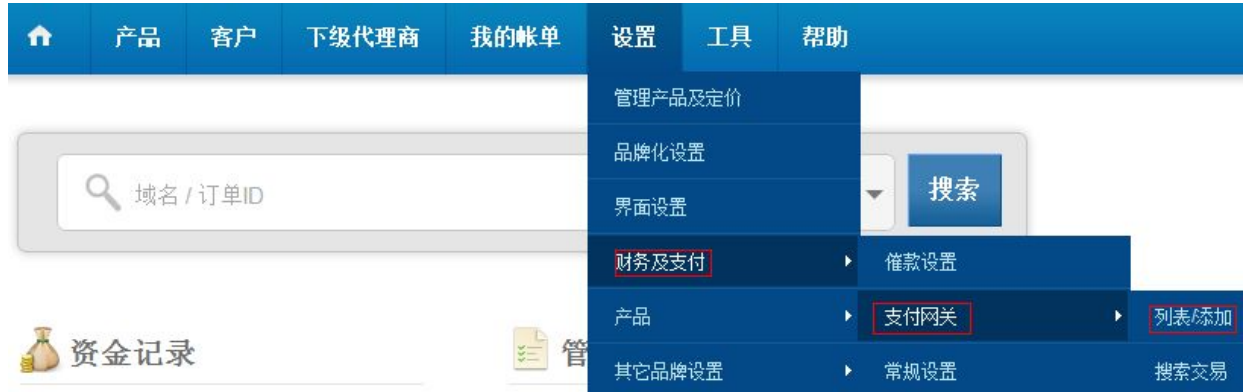 产品 客户 下级代理商 我的帐单 设置 工具 帮助
管理产品及定价
品牌化设置
域名 / 订单ID 搜索
界面设置
财务及支付 催款设置
产品 支付网关 列表/添加
资金记录 管
其它品牌设置 常规设置 搜索交易